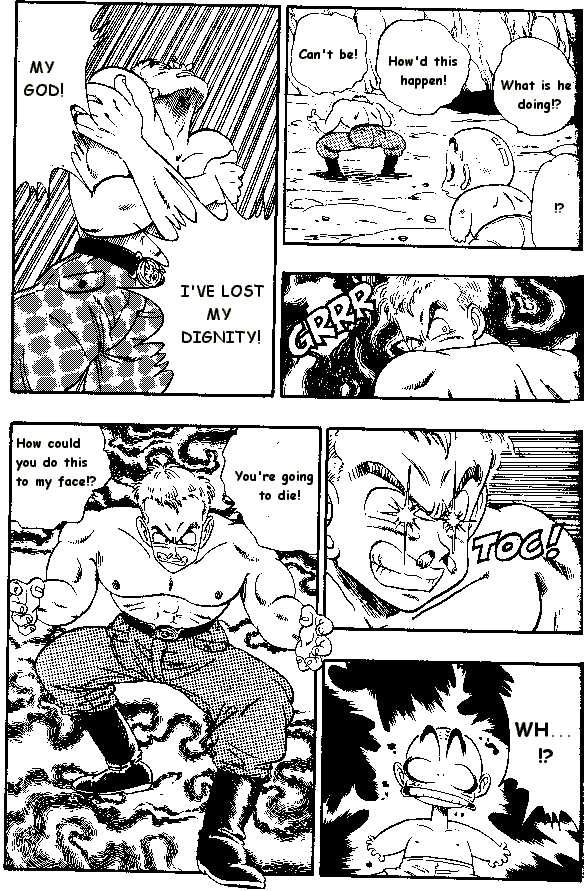 MY
GOD!
I'VE LOST
MY
DIGNITY!
Can't be!
How'd this
happen!
What is he
doing!?
!?
GRRR
How could
you do this
to my face!?
You're going
to die!
TOC!
WH...
!?